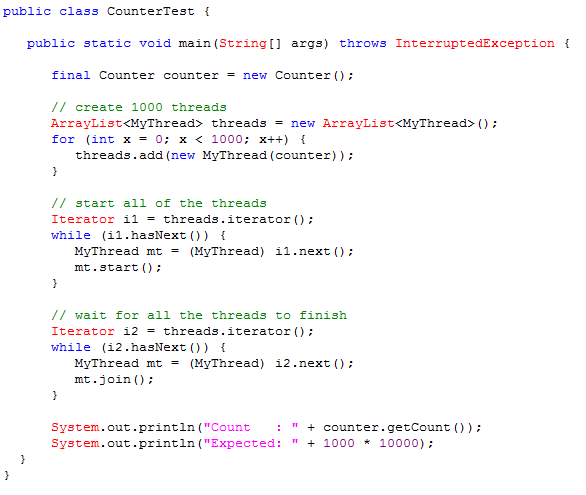 public class CounterTest {
public static void main(String[] args) throws InterruptedException {
final Counter counter = new Counter();
// create 1000 threads
ArrayList<MyThread> threads = new ArrayList<MyThread>();
for (int x = 0; x < 1000; x++) {
threads.add(new MyThread(counter));
}
// start all of the threads
Iterator i1 = threads.iterator();
while (i1.hasNext()) {
MyThread mt = (MyThread) i1.next();
mt.start();
}
// wait for all the threads to finish
Iterator i2 = threads.iterator();
while (i2.hasNext()) {
MyThread mt = (MyThread) i2.next();
mt.join();
}
System.out.println("Count   : " + counter.getCount());
System.out.println("Expected: " + 1000 * 10000);
}
}